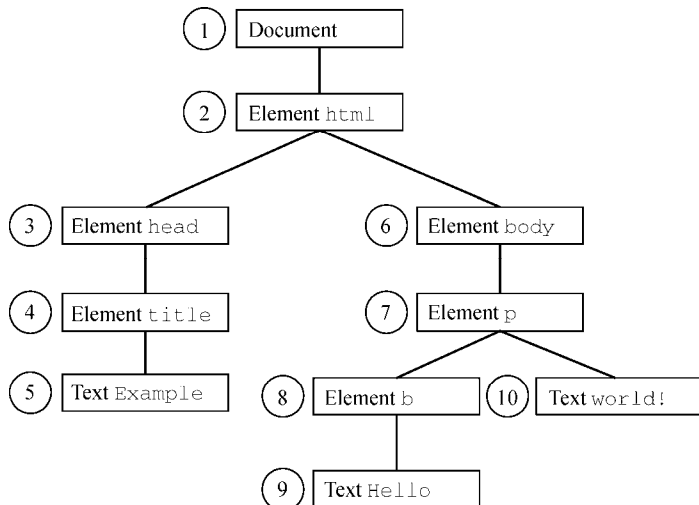 1 Document
2 Element html
3 Element head
6 Element body
4 Element title
7 Element p
5 Text Example
8 Element b
10 Text world!
9 Text Hello